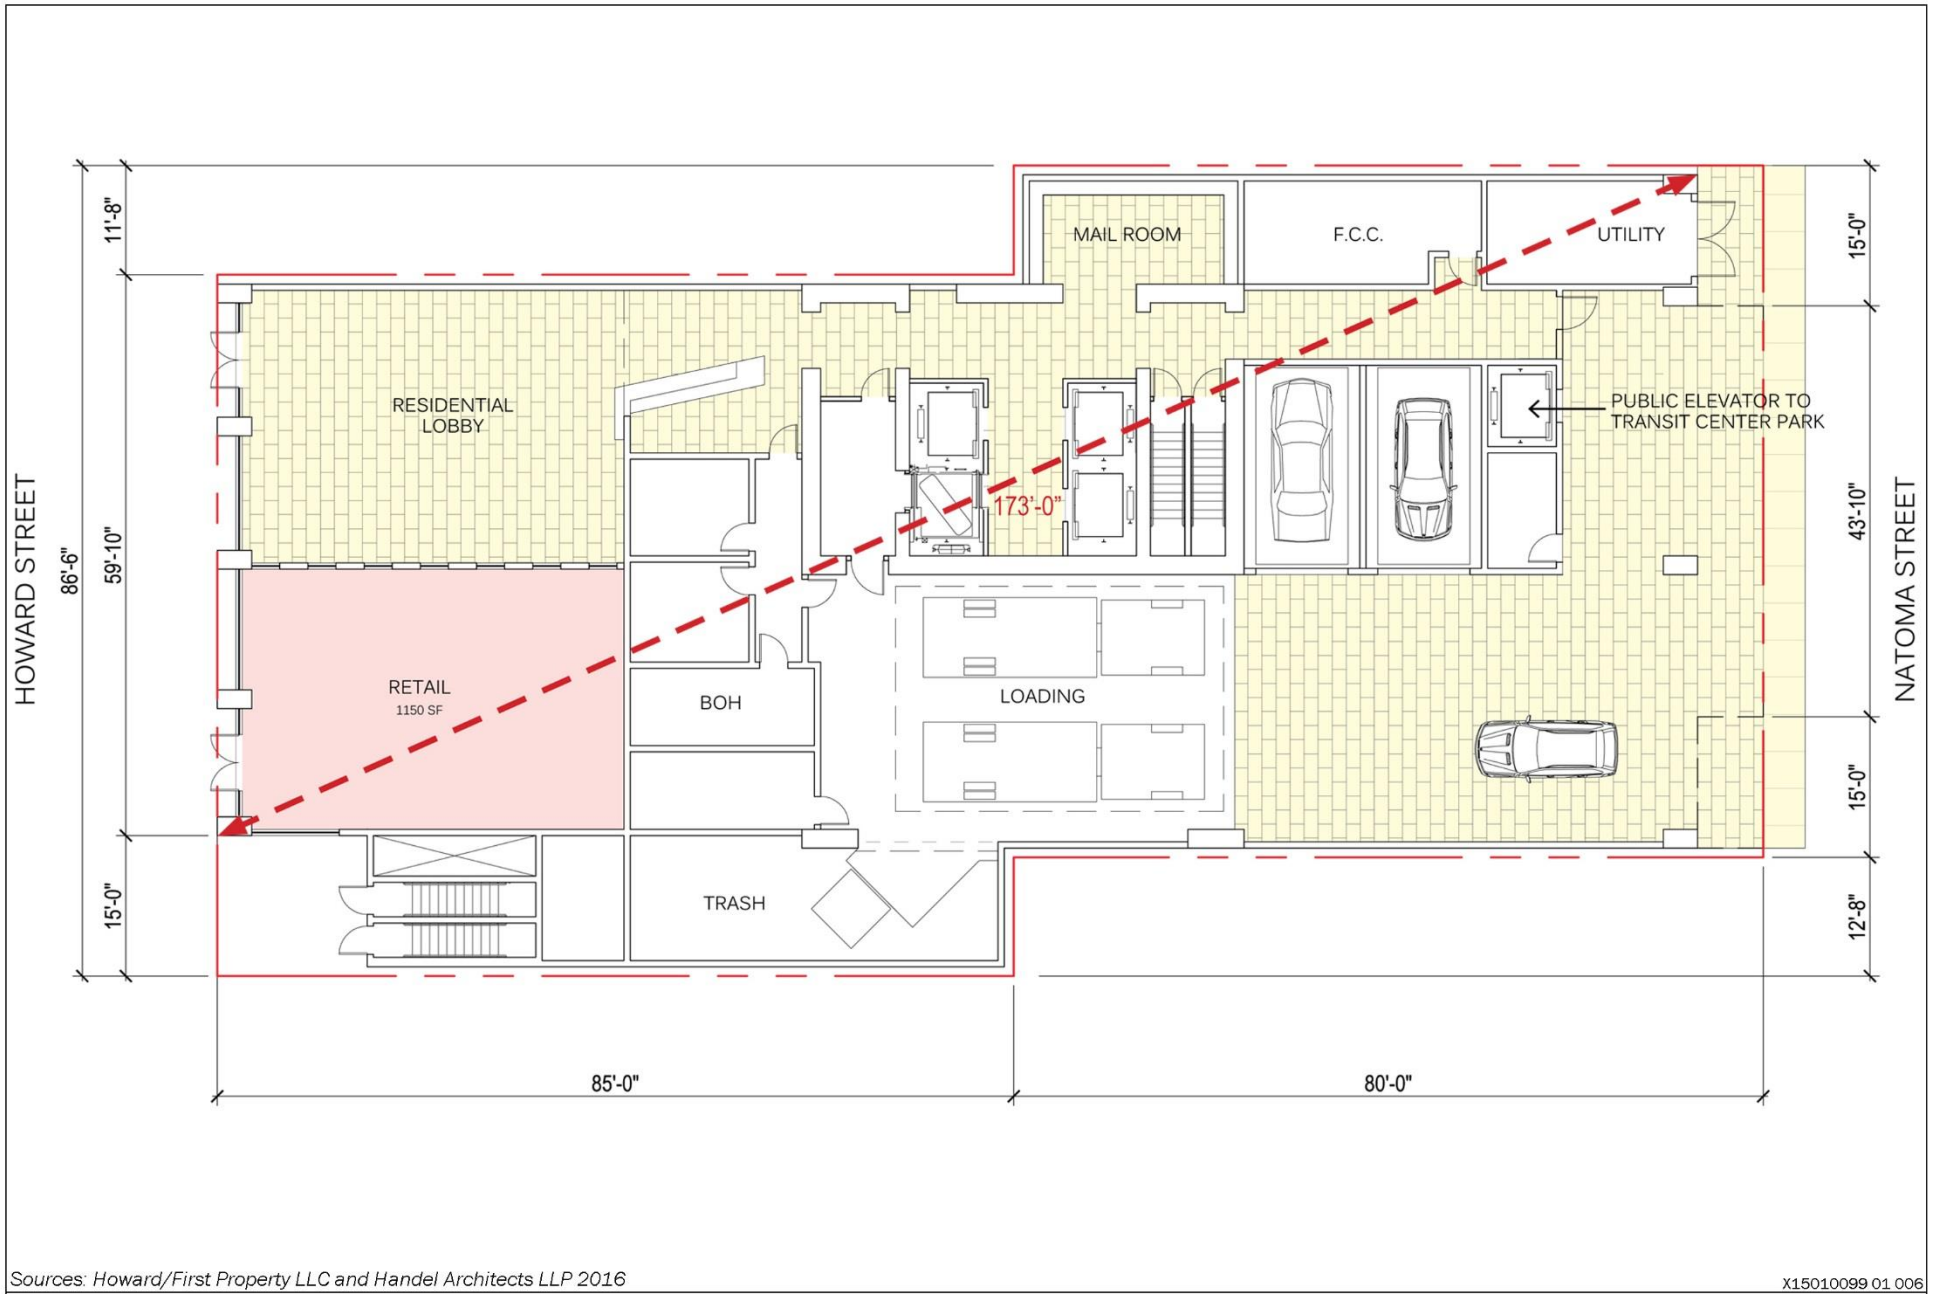 11'-8"
15'-0"
MAIL ROOM
F.C.C.
UTILITY
RESIDENTIAL
LOBBY
PUBLIC ELEVATOR TO
TRANSIT CENTER PARK
173'-0"
HOWARD STREET
86'-6"
59'-10"
43'-10"
NATOMA STREET
RETAIL
1150 SF
BOH
LOADING
15'-0"
15'-0"
TRASH
12'-8"
85'-0"
80'-0"
Sources: Howard/First Property LLC and Handel Architects LLP 2016
X15010099 01 006